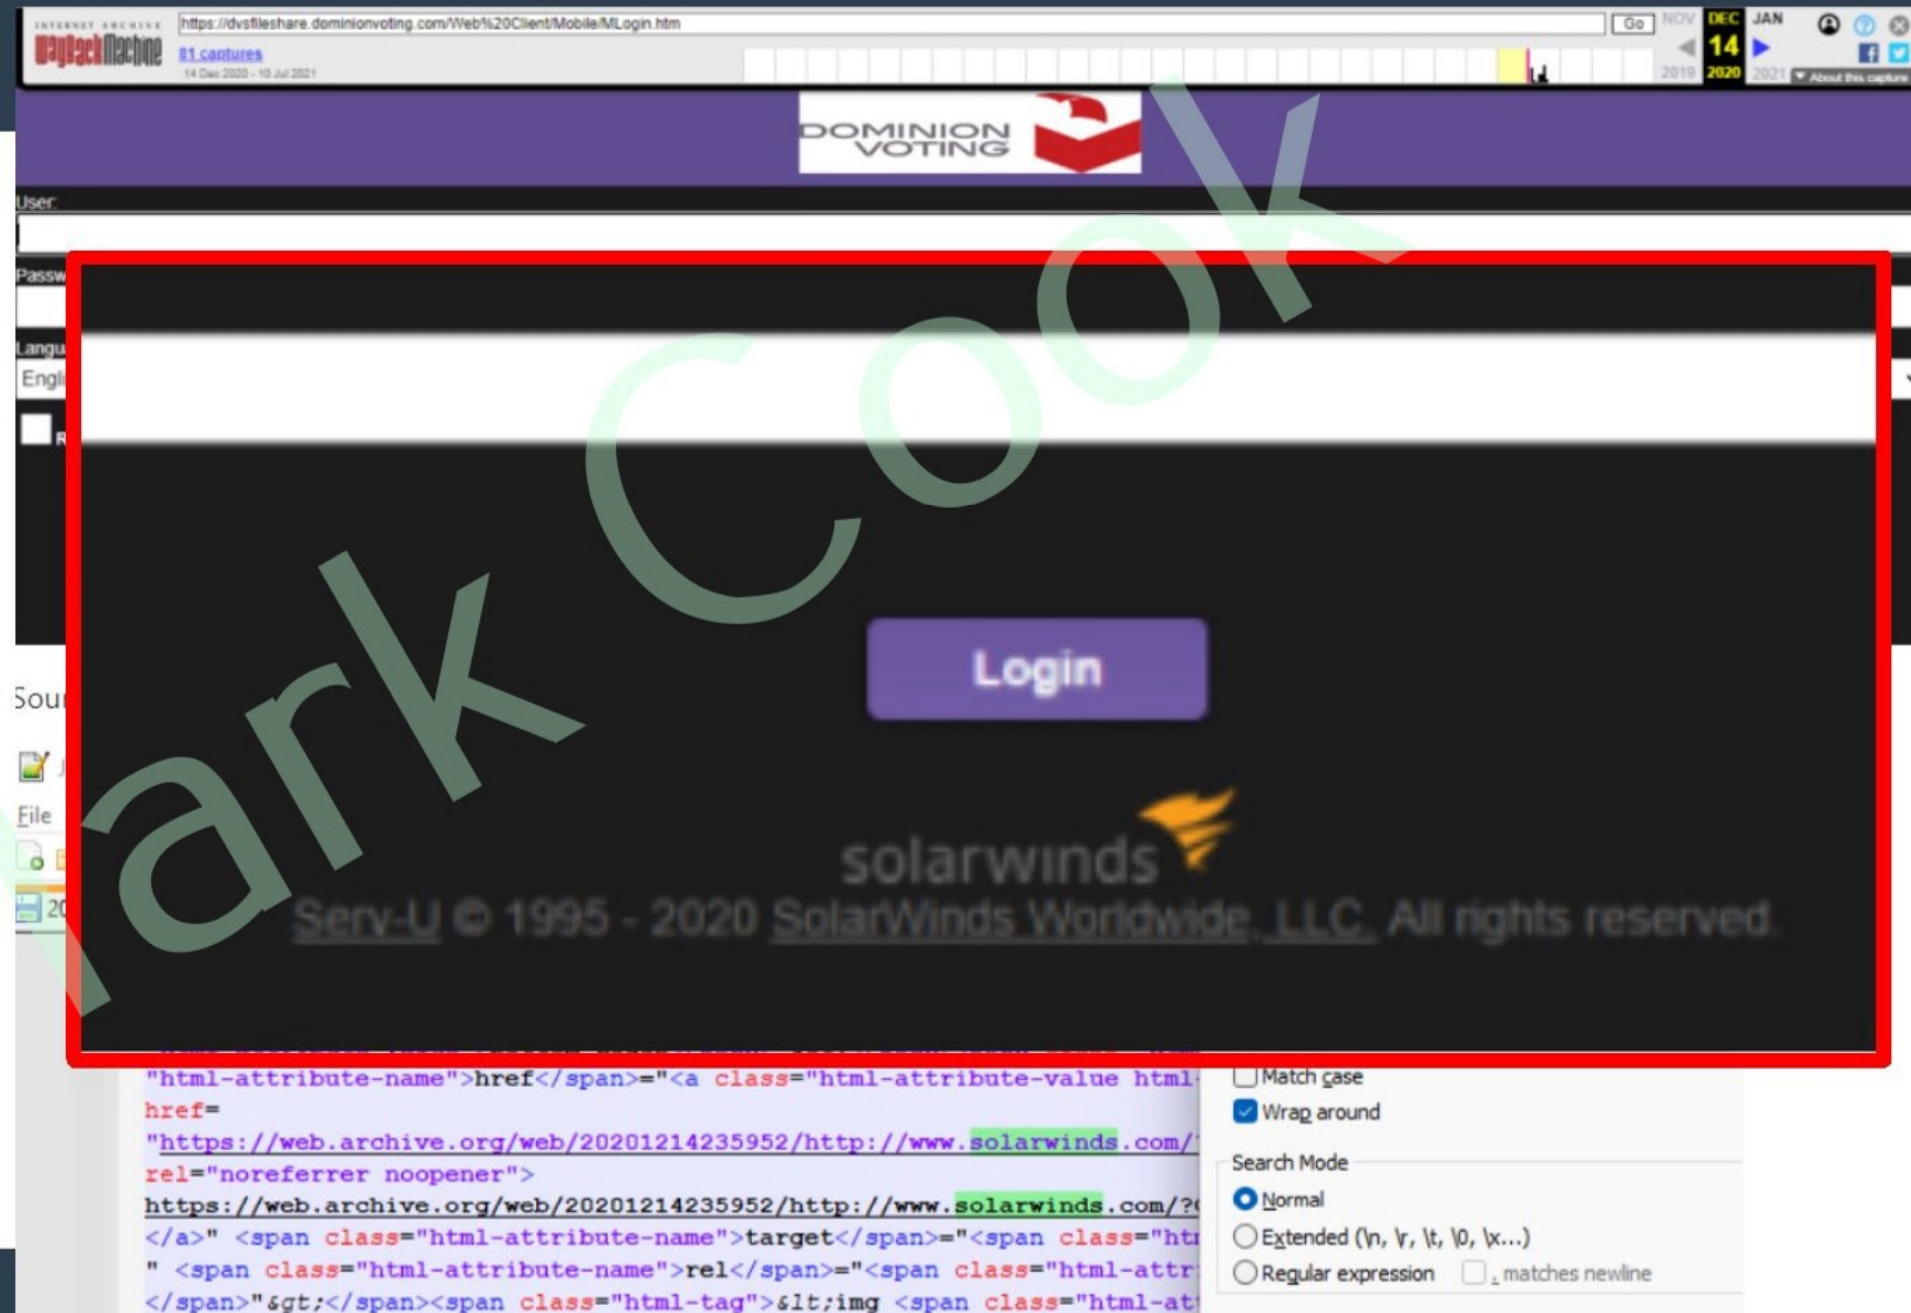 INTERNET ARCHIVE
WayBackMachine
https://dvsfileshare.dominionvoting.com/Web%20Client/Mobile/MLogin.htm
Go
NOV DEC JAN
81 captures
14
14 Dec 2020 - 10 Jul 2021
2019 2020 2021
About this capture
DOMINION
VOTING
User:
Passw
Langu
Engli
R
Login
Sour
File
20
solarwinds
Serv-U © 1995 - 2020 SolarWinds Worldwide, LLC. All rights reserved.
ark Cook
"html-attribute-name">href</span>="<a class="html-attribute-value html-
href=
"https://web.archive.org/web/20201214235952/http://www.solarwinds.com/
rel="noreferrer noopener">
https://web.archive.org/web/20201214235952/http://www.solarwinds.com/?
</a>" <span class="html-attribute-name">target</span>="<span class="ht
" <span class="html-attribute-name">rel</span>="<span class="html-attr
</span>"&gt;</span><span class="html-tag">&lt;img <span class="html-at
Match case
Wrap around
Search Mode
Normal
Extended (\n, \r, \t, \0, \x...)
Regular expression . matches newline